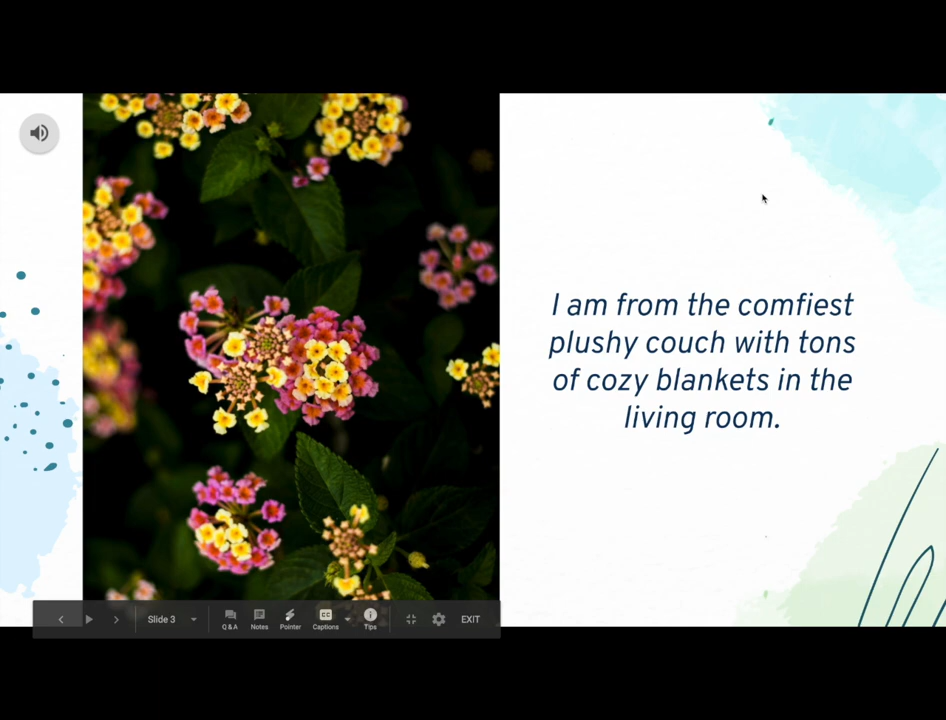 I am from the comfiest
plushy couch with tons
of cozy blankets in the
living room.
Slide 3
Q & A
Notes
Pointer
CC
Captions
Tips
EXIT